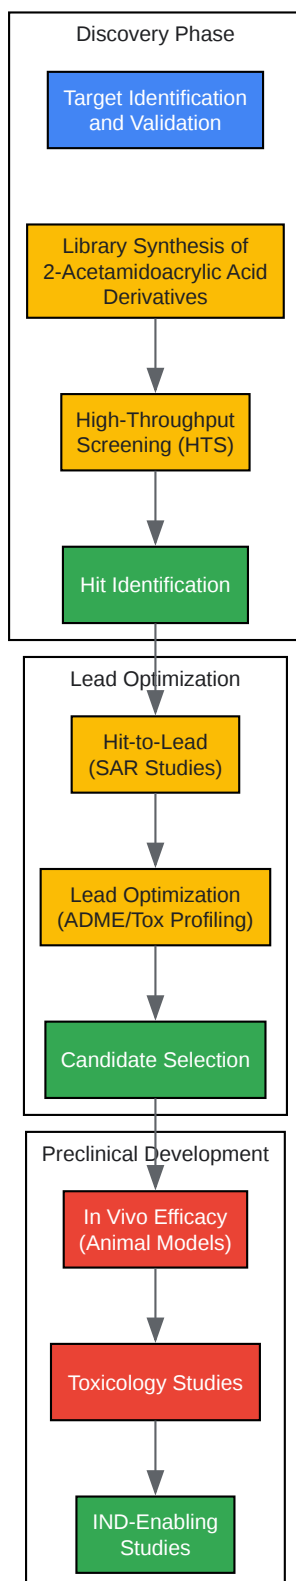 Discovery Phase
Target Identification
and Validation
Library Synthesis of
2-Acetamidoacrylic Acid
Derivatives
High-Throughput
Screening (HTS)
Hit Identification
Lead Optimization
Hit-to-Lead
(SAR Studies)
Lead Optimization
(ADME/Tox Profiling)
Candidate Selection
Preclinical Development
In Vivo Efficacy
(Animal Models)
Toxicology Studies
IND-Enabling
Studies